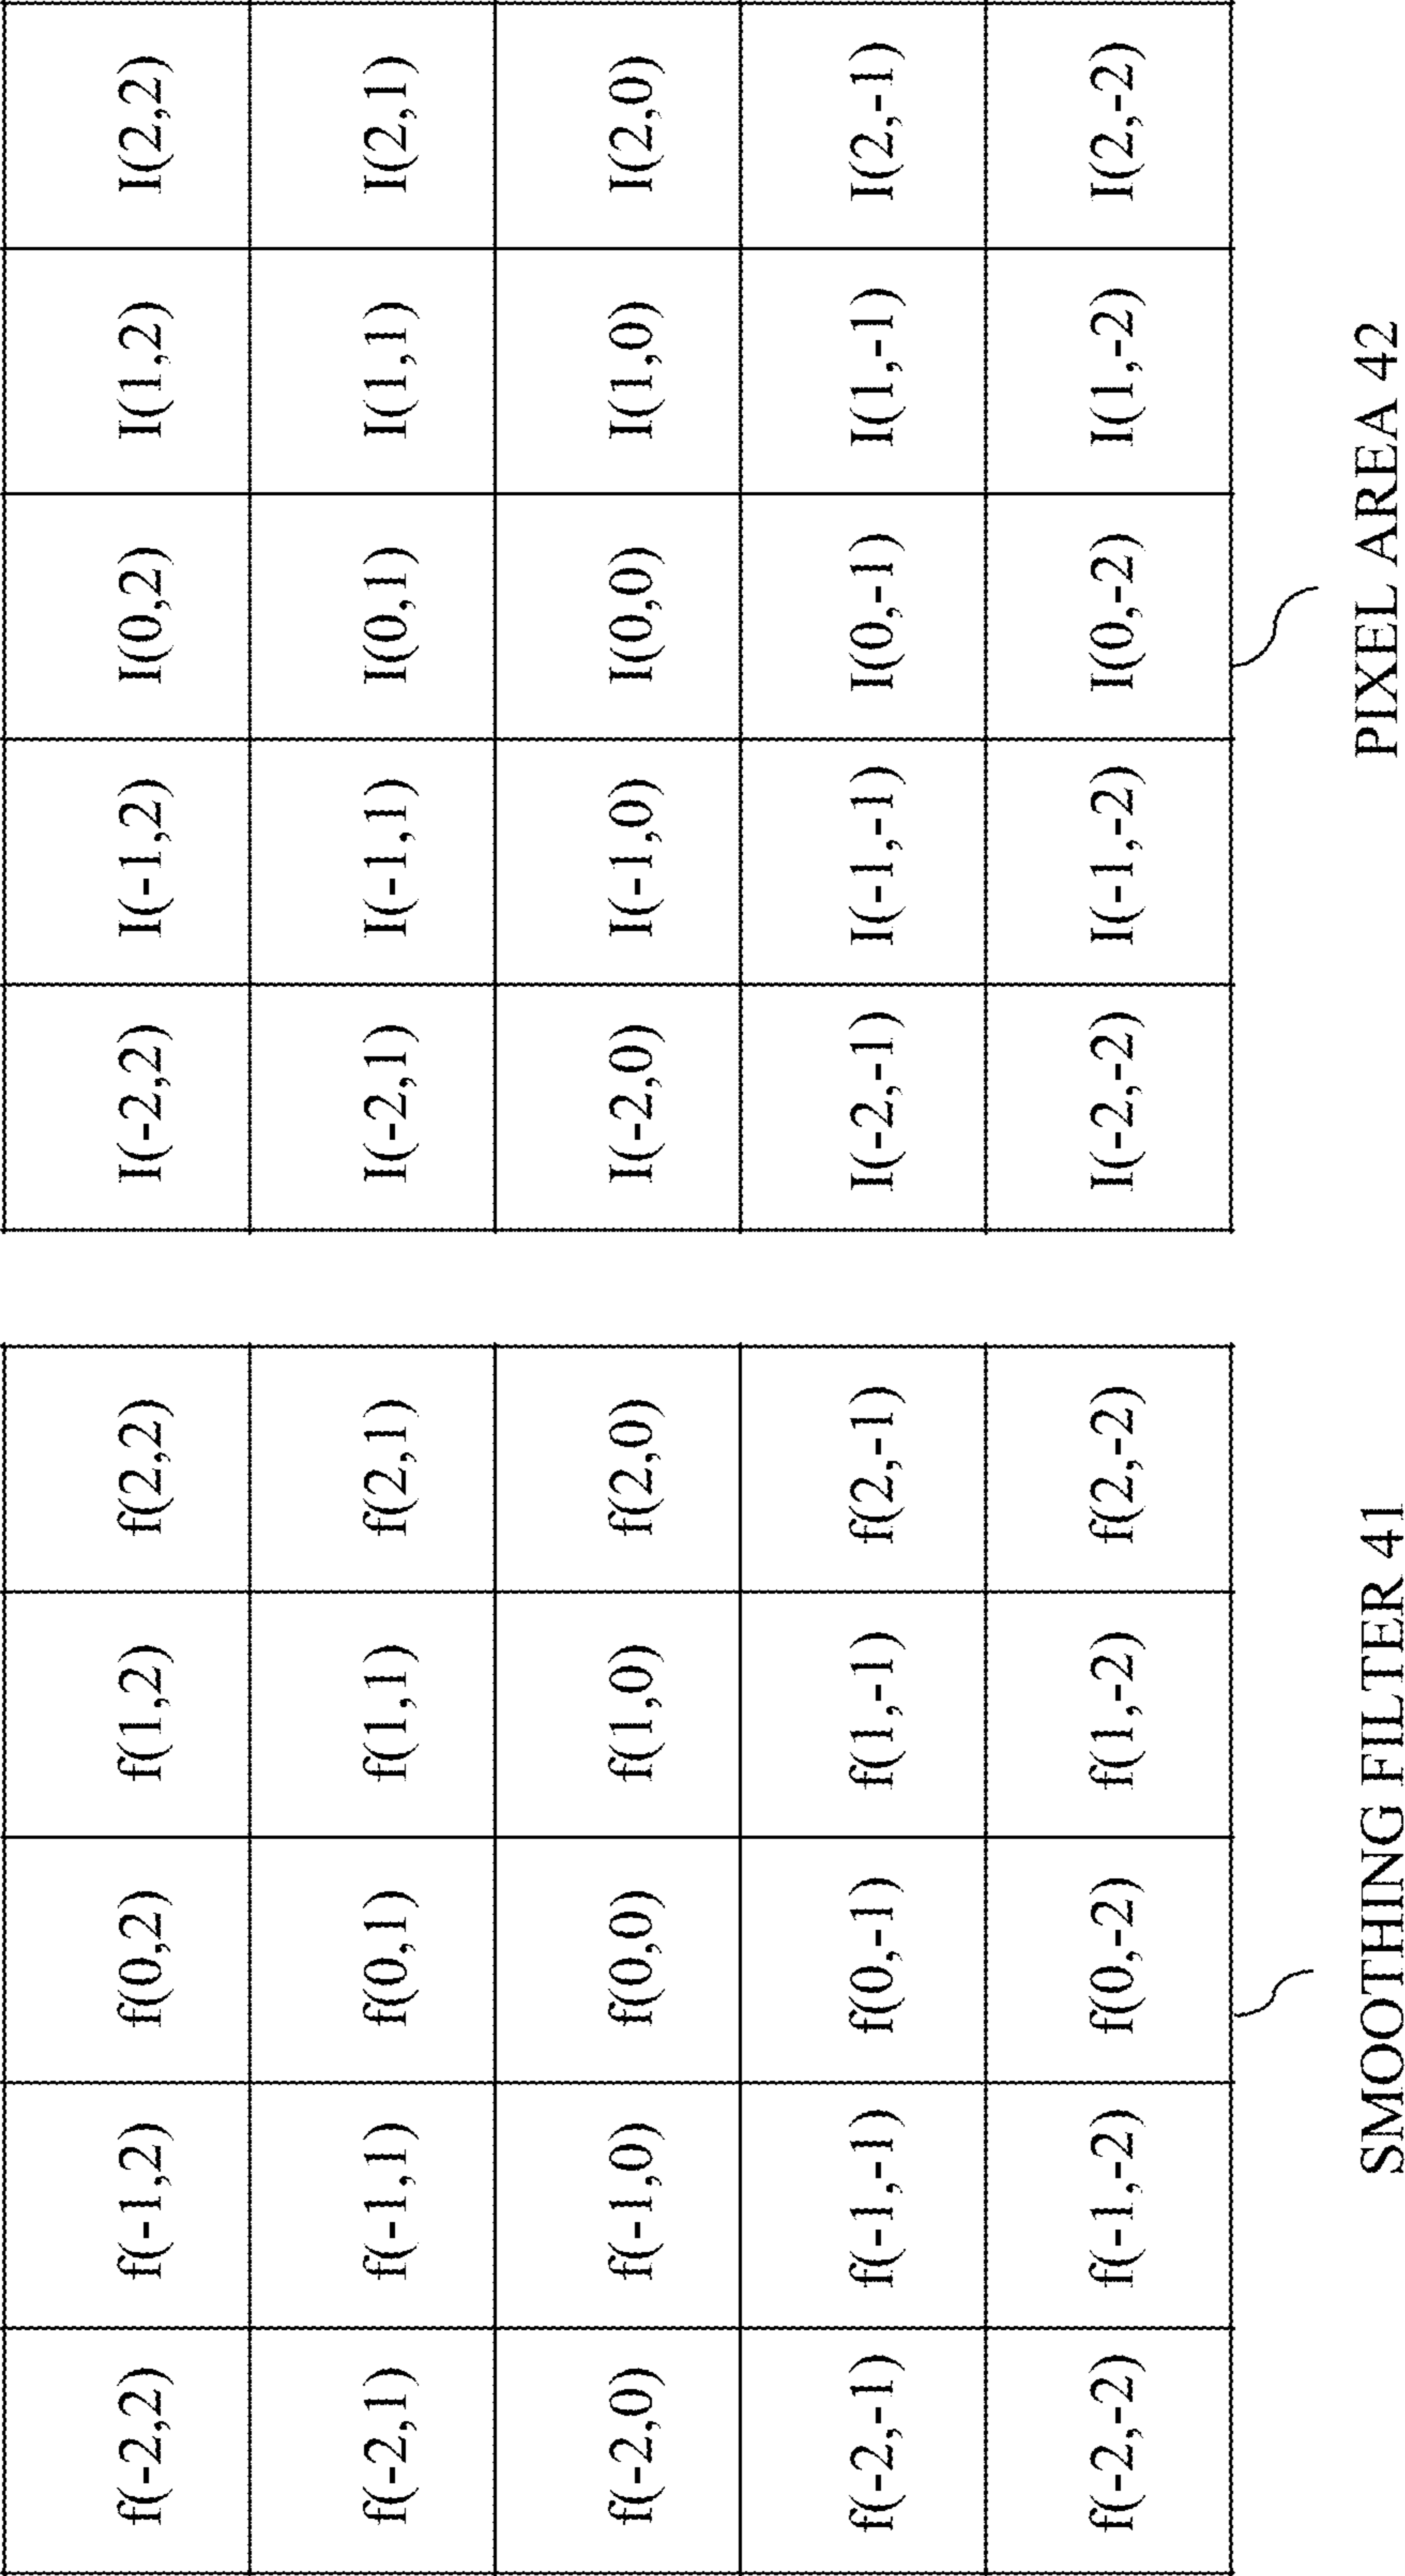 f(-2,2) f(-1,2) f(0,2) f(1,2) f(2,2)
f(-2,1) f(-1,1) f(0,1) f(1,1) f(2,1)
f(-2,0) f(-1,0) f(0,0) f(1,0) f(2,0)
f(-2,-1) f(-1,-1) f(0,-1) f(1,-1) f(2,-1)
f(-2,-2) f(-1,-2) f(0,-2) f(1,-2) f(2,-2)
SMOOTHING FILTER 41
I(-2,2) I(-1,2) I(0,2) I(1,2) I(2,2)
I(-2,1) I(-1,1) I(0,1) I(1,1) I(2,1)
I(-2,0) I(-1,0) I(0,0) I(1,0) I(2,0)
I(-2,-1) I(-1,-1) I(0,-1) I(1,-1) I(2,-1)
I(-2,-2) I(-1,-2) I(0,-2) I(1,-2) I(2,-2)
PIXEL AREA 42